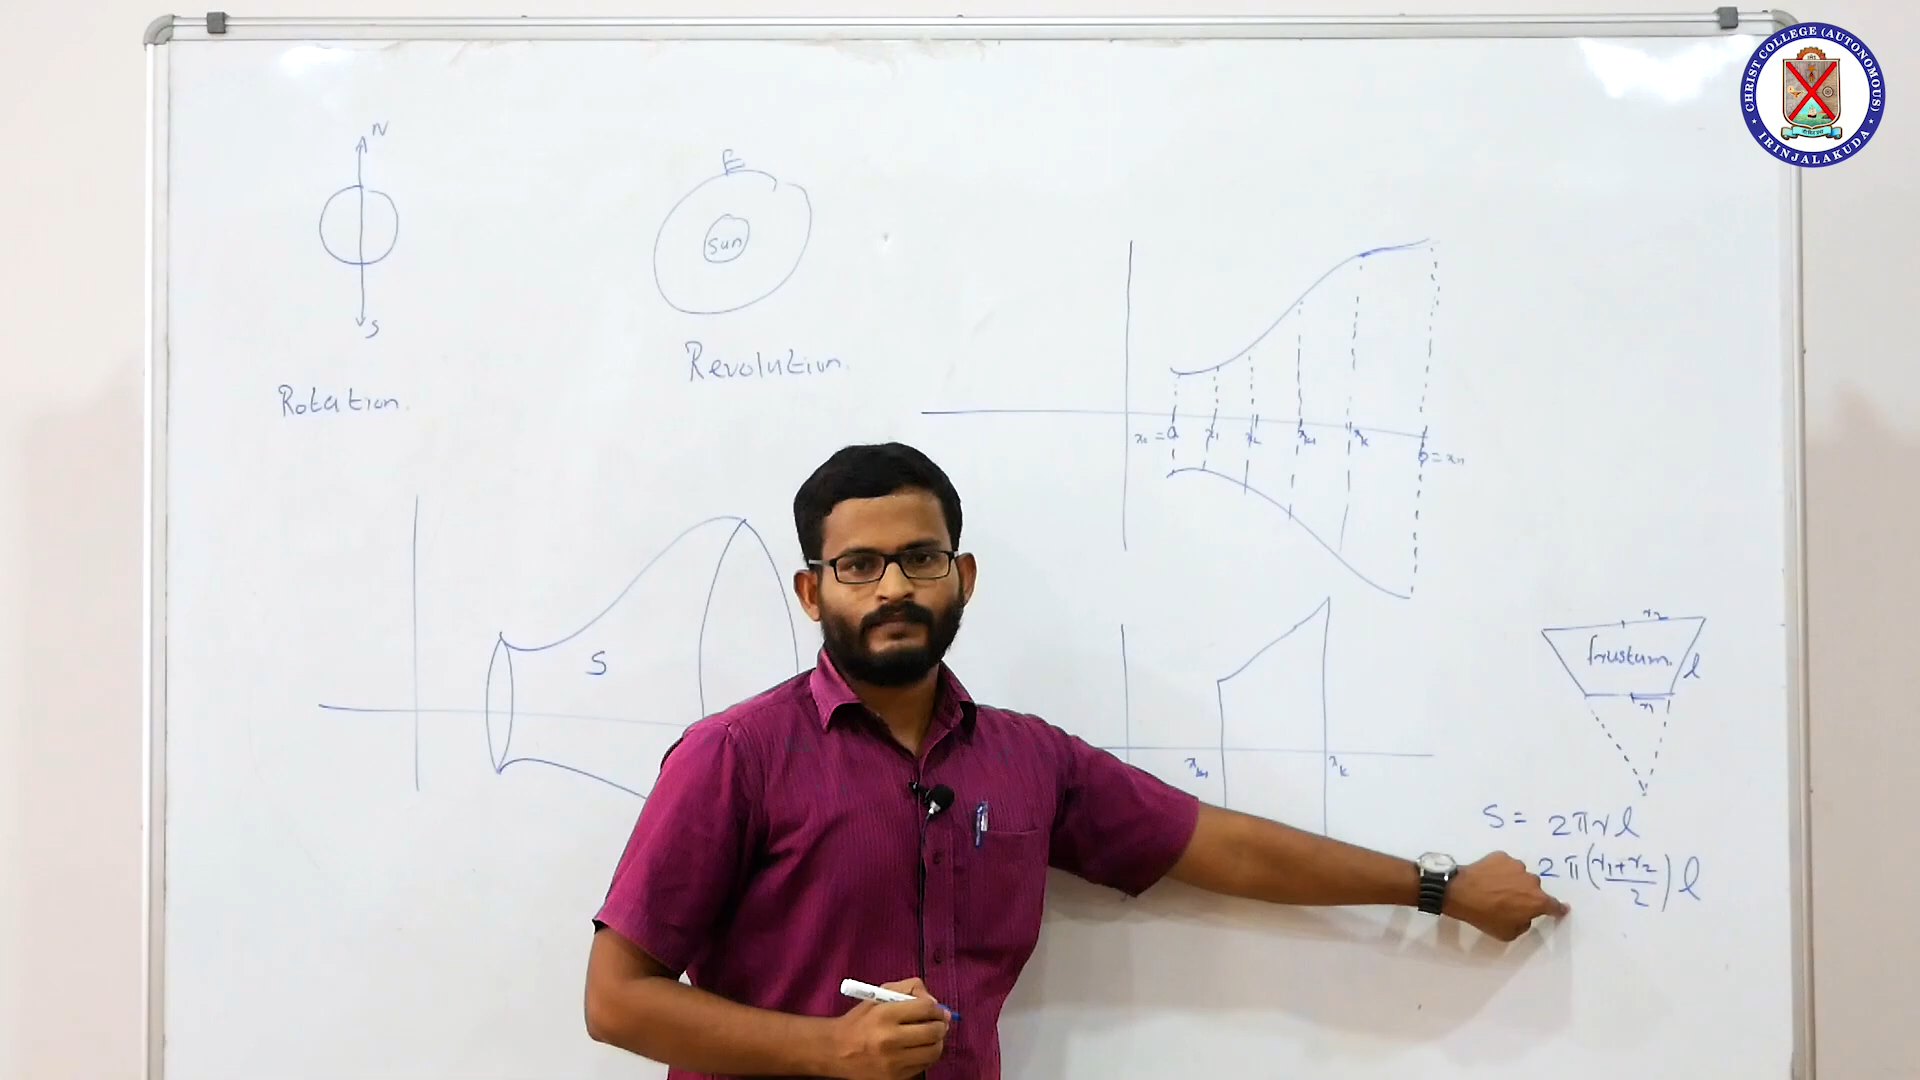 CHRIST COLLEGE (AUTONOMOUS)
IRINJALAKUDA
N
S
Rotation.
E
Sun
Revolution.
x₀ = a x₁ x₂ xₖ₋₁ xₖ b = xₙ
S
xₖ₋₁ xₖ
r₂
frustum.
l
r₁
S = 2πrl
2π(r₁+r₂/2)l